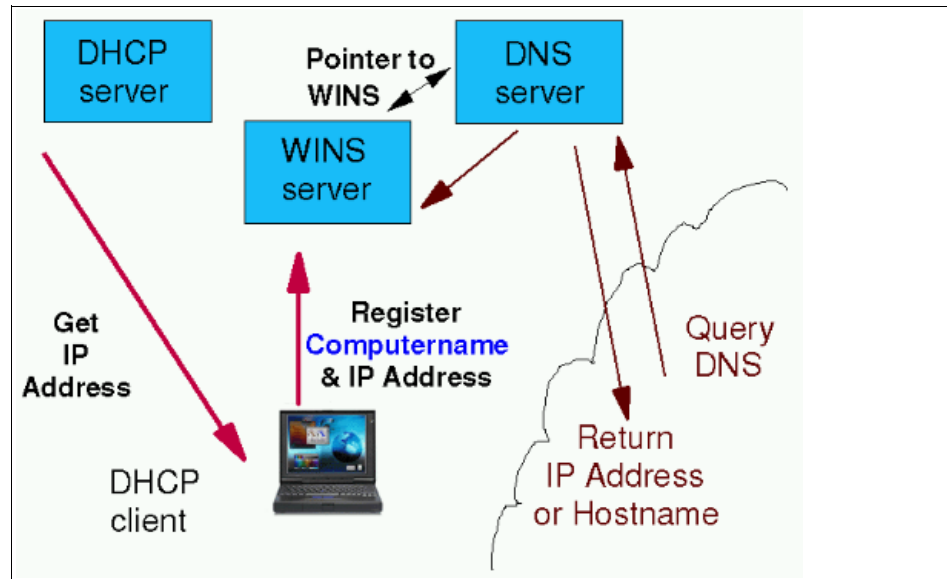 DHCP
server
Pointer to
WINS
DNS
server
WINS
server
Get
IP
Address
Register
Computername
& IP Address
Query
DNS
DHCP
client
Return
IP Address
or Hostname